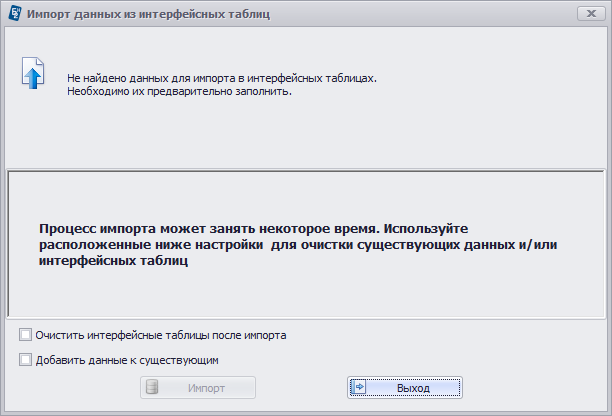 Импорт данных из интерфейсных таблиц
Не найдено данных для импорта в интерфейсных таблицах.
Необходимо их предварительно заполнить.
Процесс импорта может занять некоторое время. Используйте
расположенные ниже настройки для очистки существующих данных и/или
интерфейсных таблиц
Очистить интерфейсные таблицы после импорта
Добавить данные к существующим
Импорт
Выход